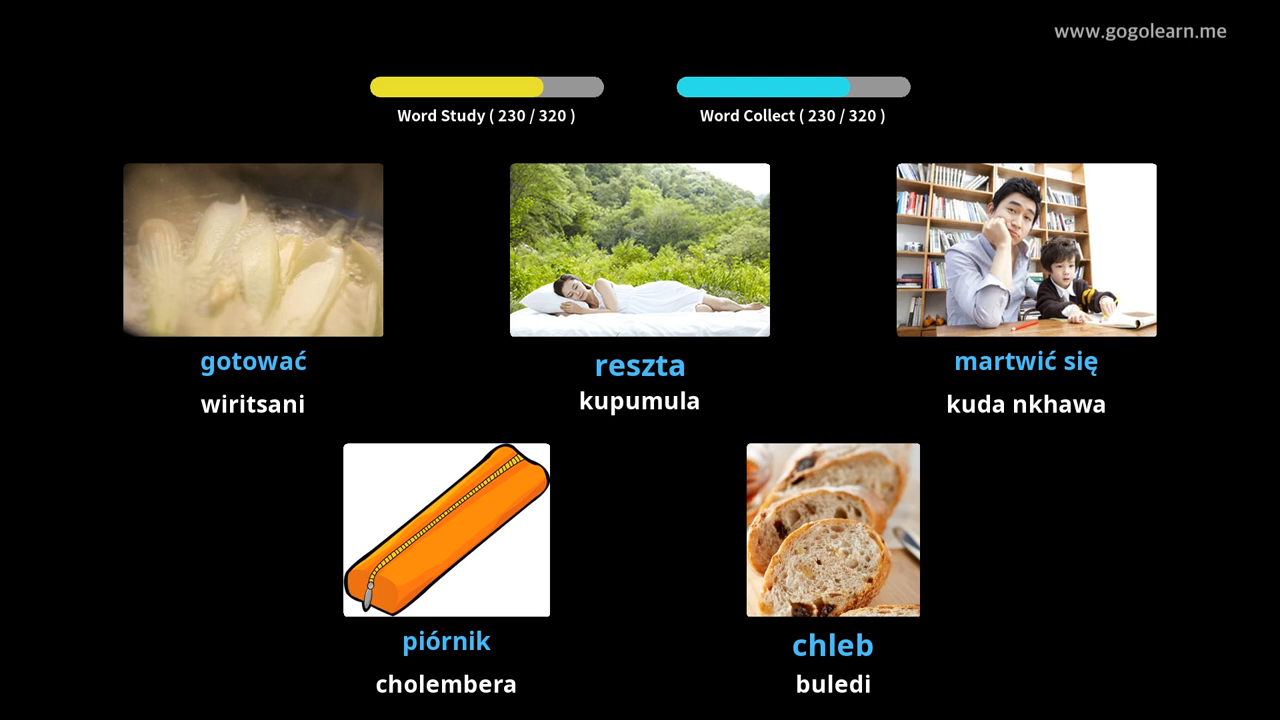 www.gogolearn.me
Word Study ( 230 / 320 )
Word Collect ( 230 / 320 )
gotować
wiritsani
reszta
kupumula
martwić się
kuda nkhawa
piórnik
cholembera
chleb
buledi